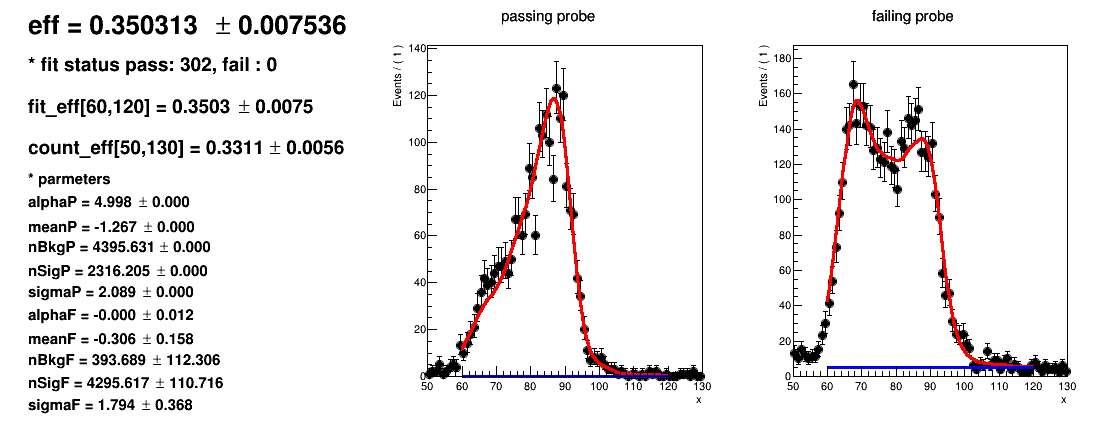 eff = 0.350313 ± 0.007536
* fit status pass: 302, fail : 0
fit_eff[60,120] = 0.3503 ± 0.0075
count_eff[50,130] = 0.3311 ± 0.0056
* parmeters
alphaP = 4.998 ± 0.000
meanP = -1.267 ± 0.000
nBkgP = 4395.631 ± 0.000
nSigP = 2316.205 ± 0.000
sigmaP = 2.089 ± 0.000
alphaF = -0.000 ± 0.012
meanF = -0.306 ± 0.158
nBkgF = 393.689 ± 112.306
nSigF = 4295.617 ± 110.716
sigmaF = 1.794 ± 0.368
passing probe
Events / ( 1 )
140
120
100
80
60
40
20
0
50 60 70 80 90 100 110 120 130
x
failing probe
Events / ( 1 )
180
160
140
120
100
80
60
40
20
0
50 60 70 80 90 100 110 120 130
x